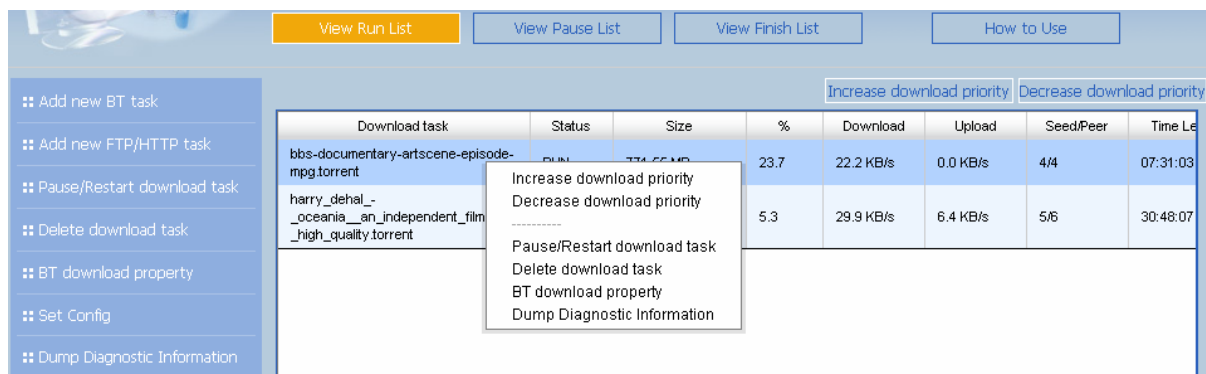 View Run List
View Pause List
View Finish List
How to Use
Increase download priority
Decrease download priority
Add new BT task
Add new FTP/HTTP task
Pause/Restart download task
Delete download task
BT download property
Set Config
Dump Diagnostic Information
Download task Status Size % Download Upload Seed/Peer Time Le
bbs-documentary-artscene-episode-
mpg.torrent
23.7 22.2 KB/s 0.0 KB/s 4/4 07:31:03
harry_dehal_-
_oceania__an_independent_film
_high_quality.torrent
5.3 29.9 KB/s 6.4 KB/s 5/6 30:48:07
Increase download priority
Decrease download priority
----------
Pause/Restart download task
Delete download task
BT download property
Dump Diagnostic Information